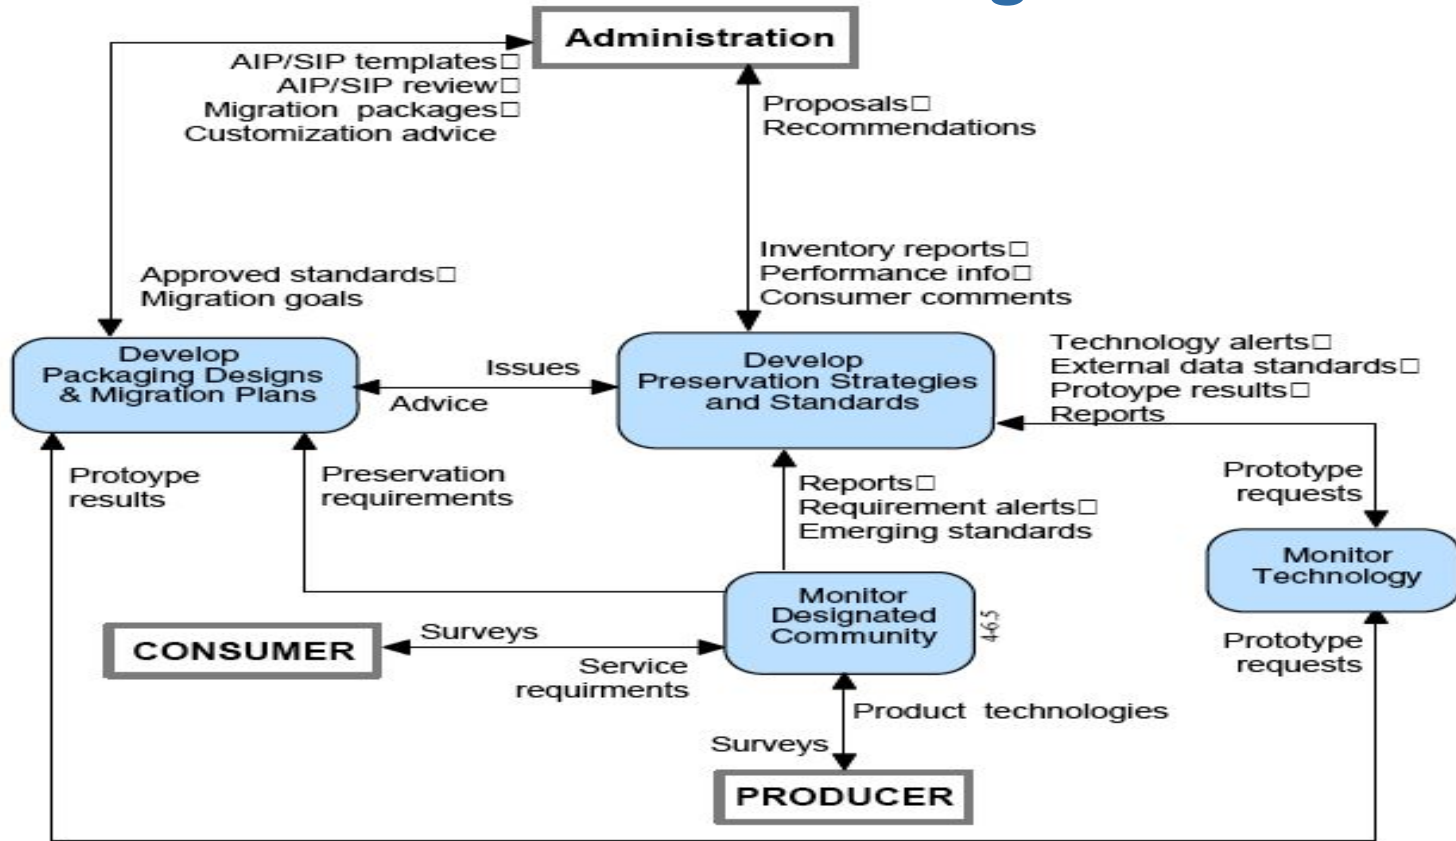 Administration
AIP/SIP templates□
AIP/SIP review□
Migration packages□
Customization advice
Proposals□
Recommendations
Approved standards□
Migration goals
Inventory reports□
Performance info□
Consumer comments
Develop
Packaging Designs
& Migration Plans
Issues
Advice
Develop
Preservation Strategies
and Standards
Technology alerts□
External data standards□
Protoype results□
Reports
Protoype
results
Preservation
requirements
Reports□
Requirement alerts□
Emerging standards
Prototype
requests
Monitor
Technology
Monitor
Designated
Community
4-6.5
CONSUMER
Surveys
Service
requirments
Prototype
requests
Product technologies
Surveys
PRODUCER